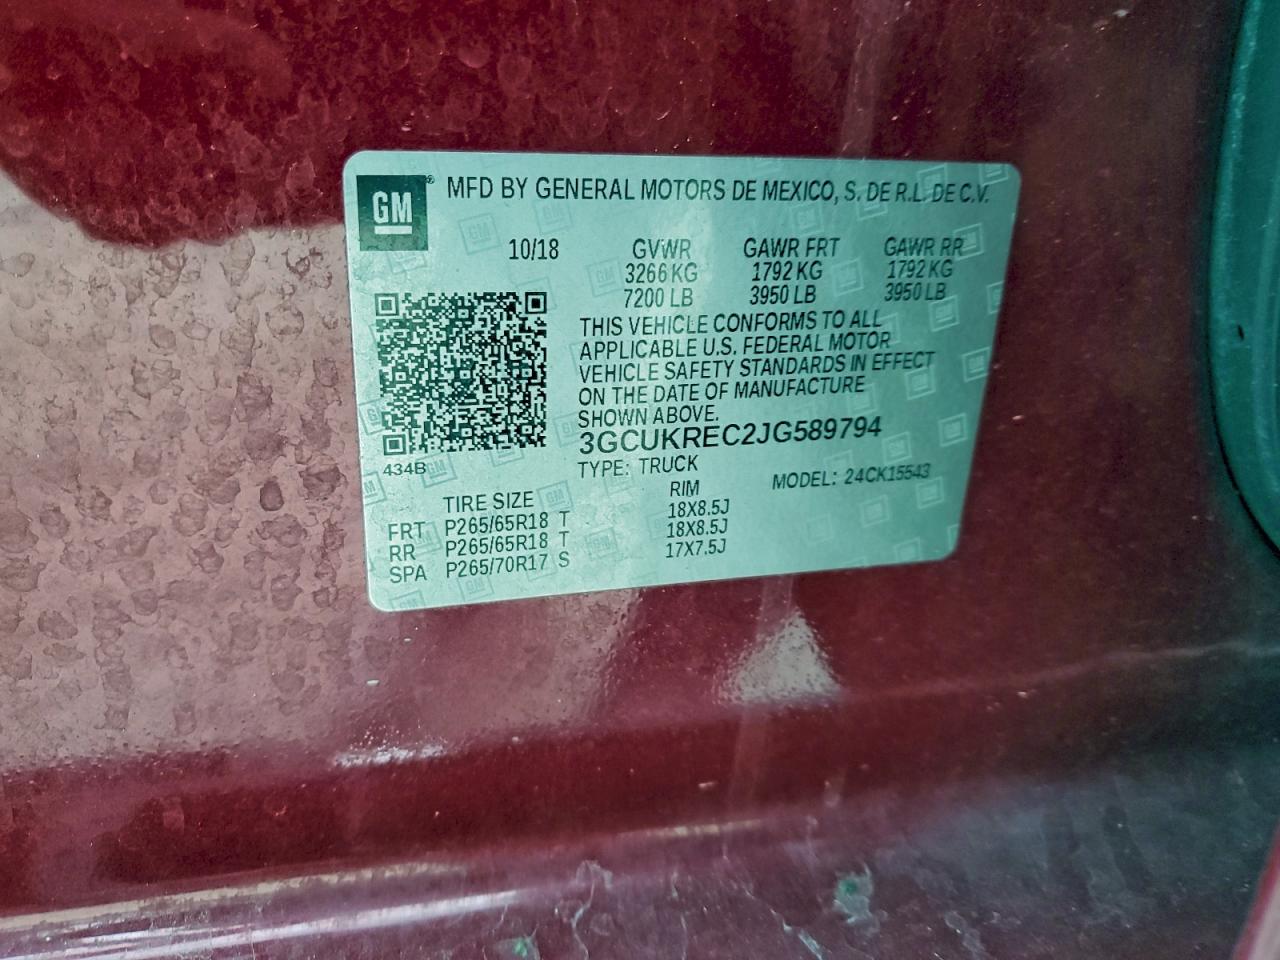 GM® MFD BY GENERAL MOTORS DE MEXICO, S. DE R.L. DE C.V.
10/18 GVWR GAWR FRT GAWR RR
3266 KG 1792 KG 1792 KG
7200 LB 3950 LB 3950 LB
THIS VEHICLE CONFORMS TO ALL
APPLICABLE U.S. FEDERAL MOTOR
VEHICLE SAFETY STANDARDS IN EFFECT
ON THE DATE OF MANUFACTURE
SHOWN ABOVE.
3GCUKREC2JG589794
434B TYPE: TRUCK MODEL: 24CK15543
TIRE SIZE RIM
FRT P265/65R18 T 18X8.5J
RR P265/65R18 T 18X8.5J
SPA P265/70R17 S 17X7.5J